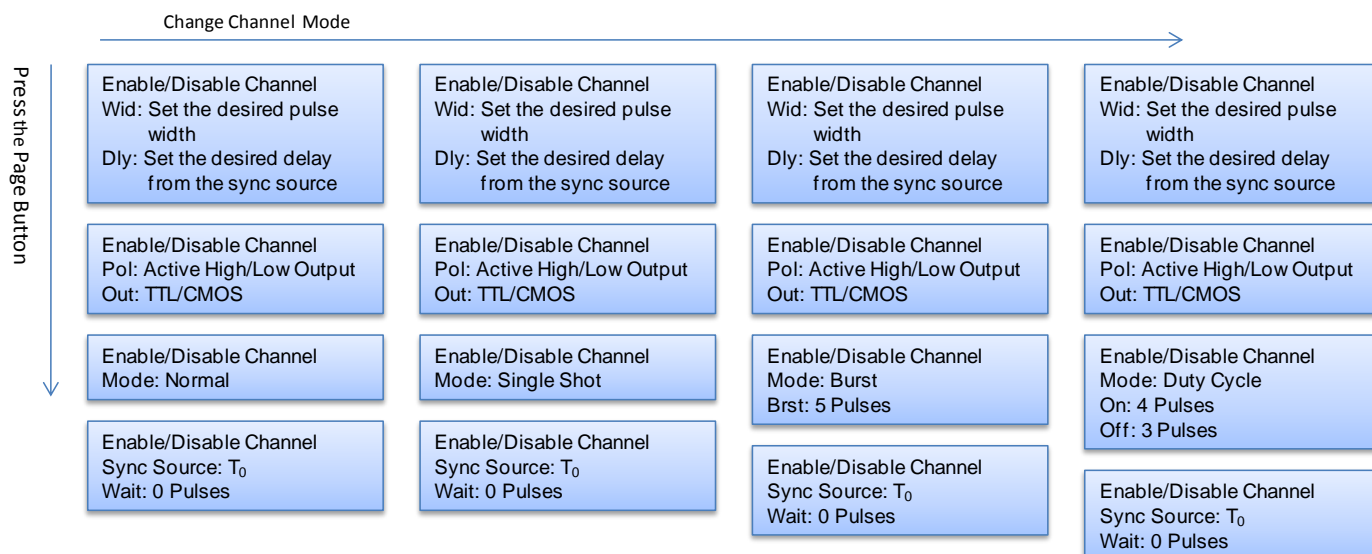 Change Channel Mode
Press the Page Button
Enable/Disable Channel
Wid: Set the desired pulse
width
Dly: Set the desired delay
from the sync source
Enable/Disable Channel
Pol: Active High/Low Output
Out: TTL/CMOS
Enable/Disable Channel
Mode: Normal
Enable/Disable Channel
Sync Source: T₀
Wait: 0 Pulses
Enable/Disable Channel
Wid: Set the desired pulse
width
Dly: Set the desired delay
from the sync source
Enable/Disable Channel
Pol: Active High/Low Output
Out: TTL/CMOS
Enable/Disable Channel
Mode: Single Shot
Enable/Disable Channel
Sync Source: T₀
Wait: 0 Pulses
Enable/Disable Channel
Wid: Set the desired pulse
width
Dly: Set the desired delay
from the sync source
Enable/Disable Channel
Pol: Active High/Low Output
Out: TTL/CMOS
Enable/Disable Channel
Mode: Burst
Brst: 5 Pulses
Enable/Disable Channel
Sync Source: T₀
Wait: 0 Pulses
Enable/Disable Channel
Wid: Set the desired pulse
width
Dly: Set the desired delay
from the sync source
Enable/Disable Channel
Pol: Active High/Low Output
Out: TTL/CMOS
Enable/Disable Channel
Mode: Duty Cycle
On: 4 Pulses
Off: 3 Pulses
Enable/Disable Channel
Sync Source: T₀
Wait: 0 Pulses